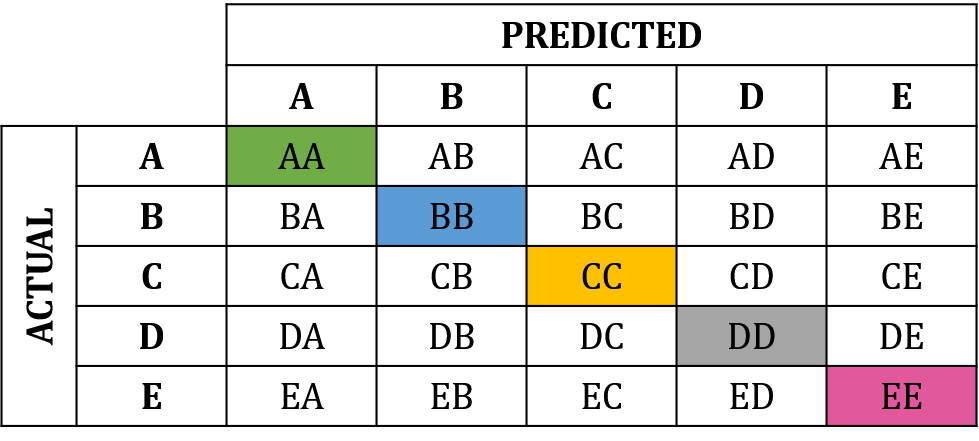 PREDICTED
A B C D E
ACTUAL
A AA AB AC AD AE
B BA BB BC BD BE
C CA CB CC CD CE
D DA DB DC DD DE
E EA EB EC ED EE